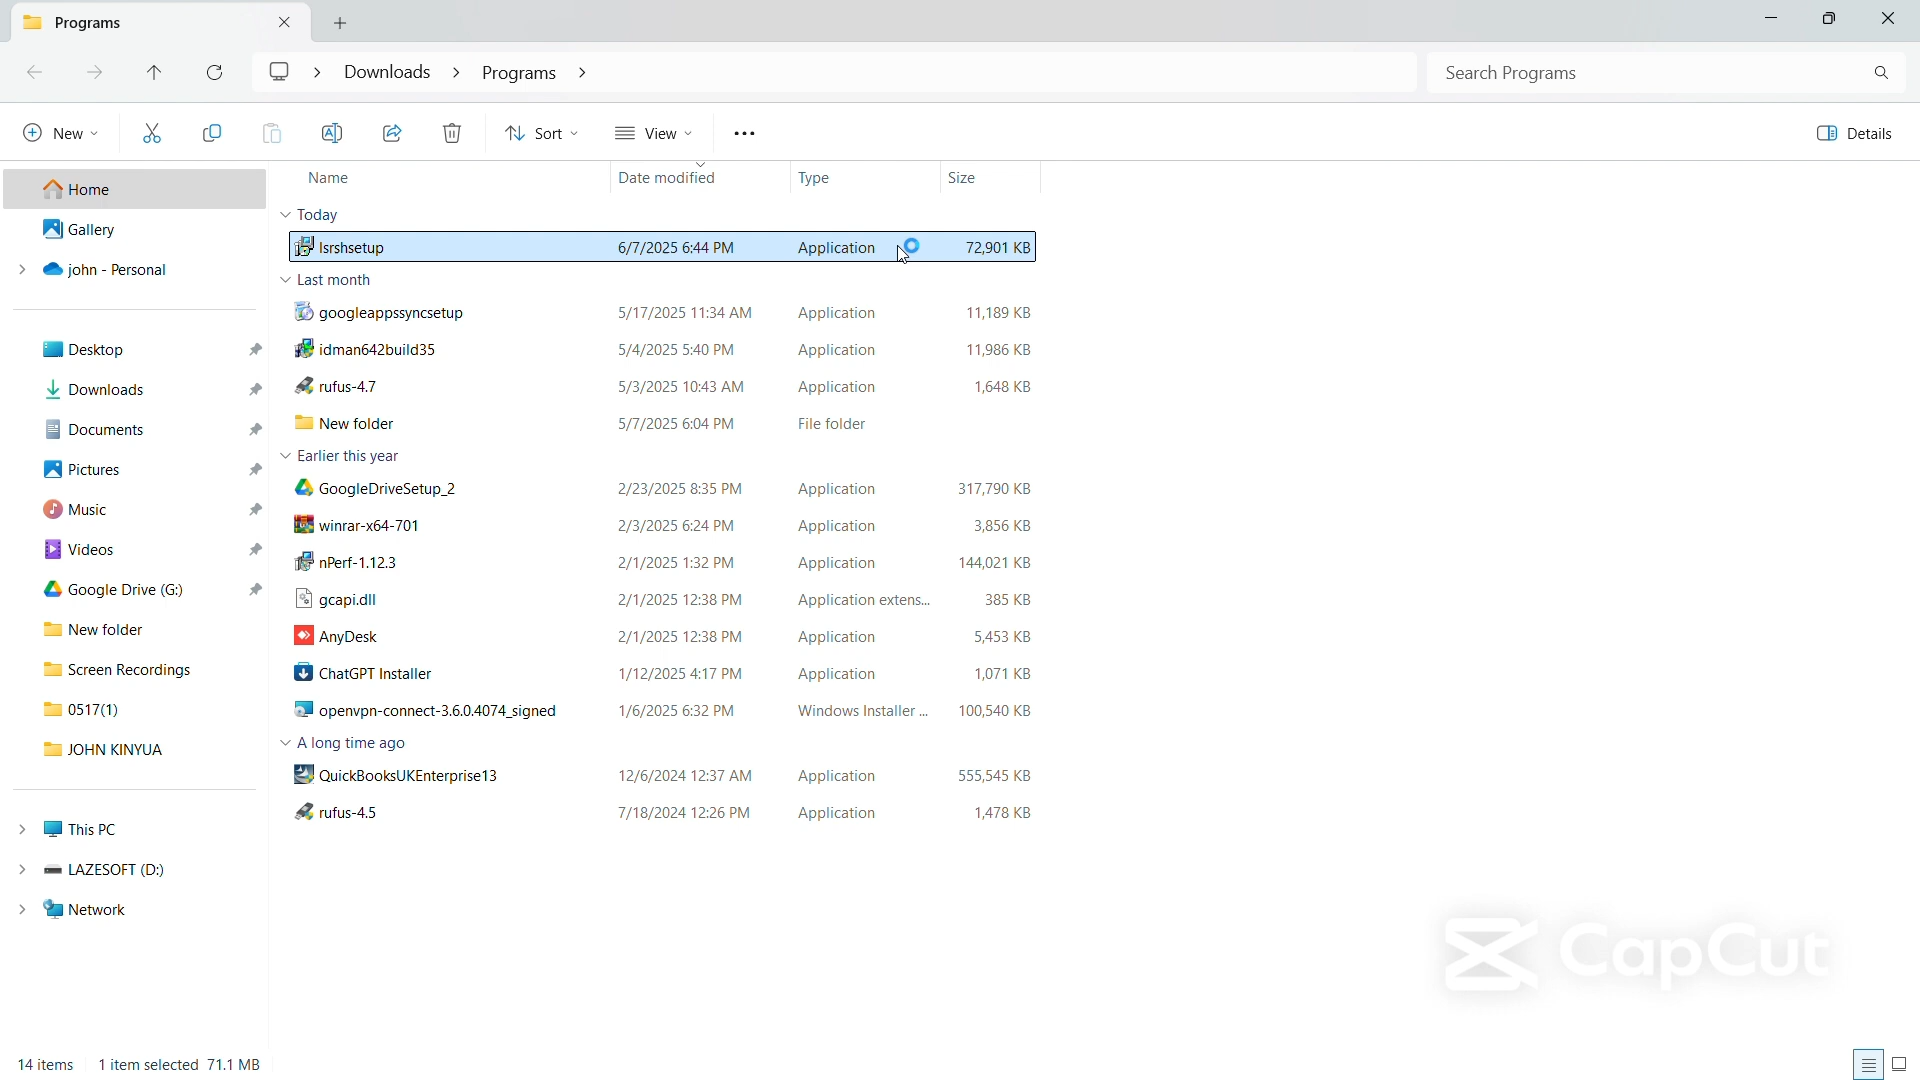 Programs
Downloads Programs Search Programs
New Sort View Details
Home
Gallery
john - Personal
Desktop
Downloads
Documents
Pictures
Music
Videos
Google Drive (G:)
New folder
Screen Recordings
0517(1)
JOHN KINYUA
This PC
LAZESOFT (D:)
Network
Name Date modified Type Size
Today
lsrshsetup 6/7/2025 6:44 PM Application 72,901 KB
Last month
googleappssyncsetup 5/17/2025 11:34 AM Application 11,189 KB
idman642build35 5/4/2025 5:40 PM Application 11,986 KB
rufus-4.7 5/3/2025 10:43 AM Application 1,648 KB
New folder 5/7/2025 6:04 PM File folder
Earlier this year
GoogleDriveSetup_2 2/23/2025 8:35 PM Application 317,790 KB
winrar-x64-701 2/3/2025 6:24 PM Application 3,856 KB
nPerf-1.12.3 2/1/2025 1:32 PM Application 144,021 KB
gcapi.dll 2/1/2025 12:38 PM Application extens... 385 KB
AnyDesk 2/1/2025 12:38 PM Application 5,453 KB
ChatGPT Installer 1/12/2025 4:17 PM Application 1,071 KB
openvpn-connect-3.6.0.4074_signed 1/6/2025 6:32 PM Windows Installer ... 100,540 KB
A long time ago
QuickBooksUKEnterprise13 12/6/2024 12:37 AM Application 555,545 KB
rufus-4.5 7/18/2024 12:26 PM Application 1,478 KB
CapCut
14 items 1 item selected 71.1 MB